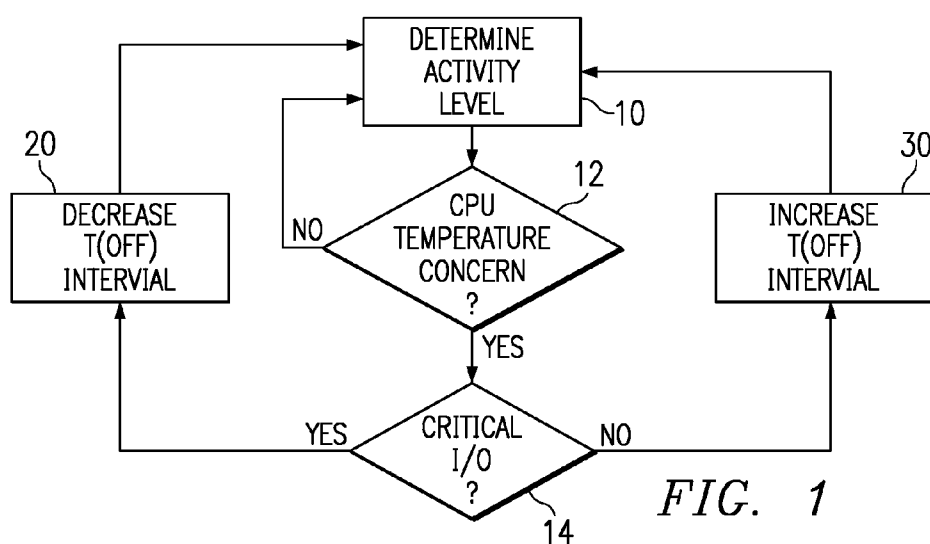 DETERMINE
ACTIVITY
LEVEL
10
20
DECREASE
T(OFF)
INTERVIAL
12
CPU
TEMPERATURE
CONCERN
?
NO
YES
30
INCREASE
T(OFF)
INTERVIAL
CRITICAL
I/O
?
YES
NO
14
FIG. 1